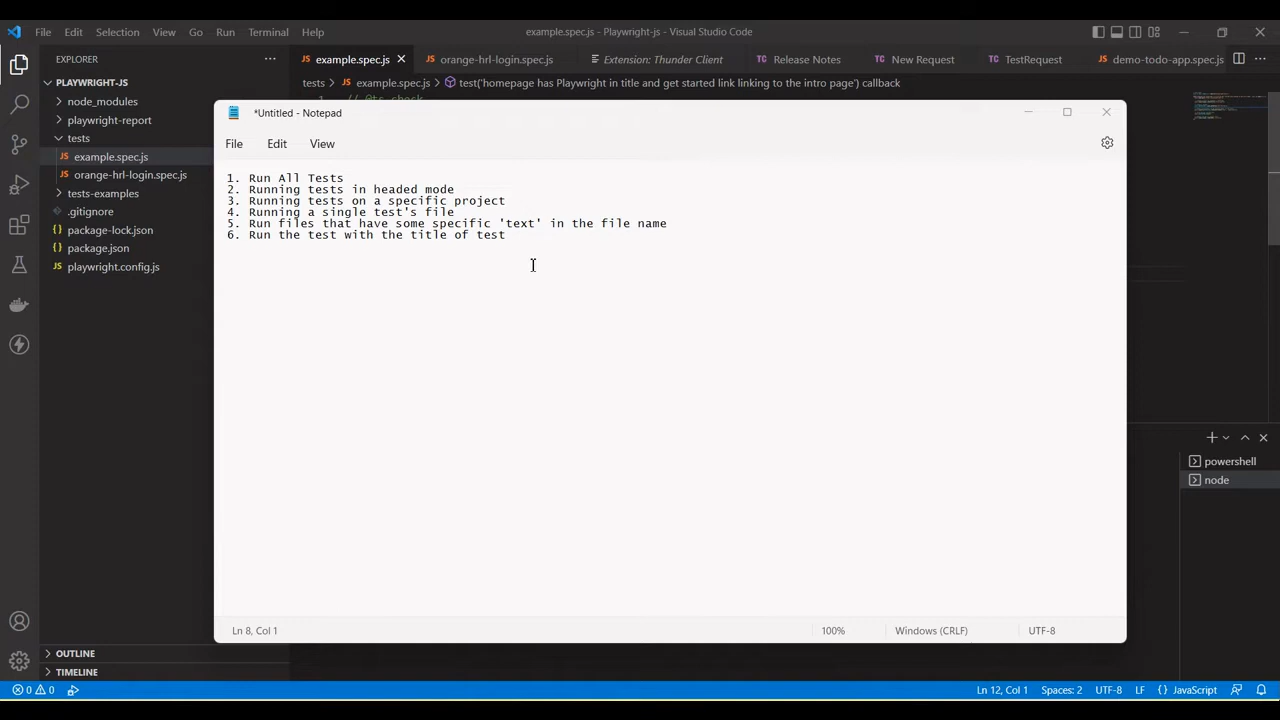 File Edit Selection View Go Run Terminal Help
example.spec.js - Playwright-js - Visual Studio Code
EXPLORER
example.spec.js
orange-hrl-login.spec.js
Extension: Thunder Client
Release Notes
New Request
TestRequest
demo-todo-app.spec.js
PLAYWRIGHT-JS
tests > example.spec.js > test('homepage has Playwright in title and get started link linking to the intro page') callback
node_modules
playwright-report
tests
example.spec.js
orange-hrl-login.spec.js
tests-examples
.gitignore
package-lock.json
package.json
playwright.config.js
OUTLINE
TIMELINE
1 // @ts-check
*Untitled - Notepad
File Edit View
1. Run All Tests
2. Running tests in headed mode
3. Running tests on a specific project
4. Running a single test's file
5. Run files that have some specific 'text' in the file name
6. Run the test with the title of test
Ln 8, Col 1
100%
Windows (CRLF)
UTF-8
powershell
node
0 0
Ln 12, Col 1
Spaces: 2
UTF-8
LF
{} JavaScript